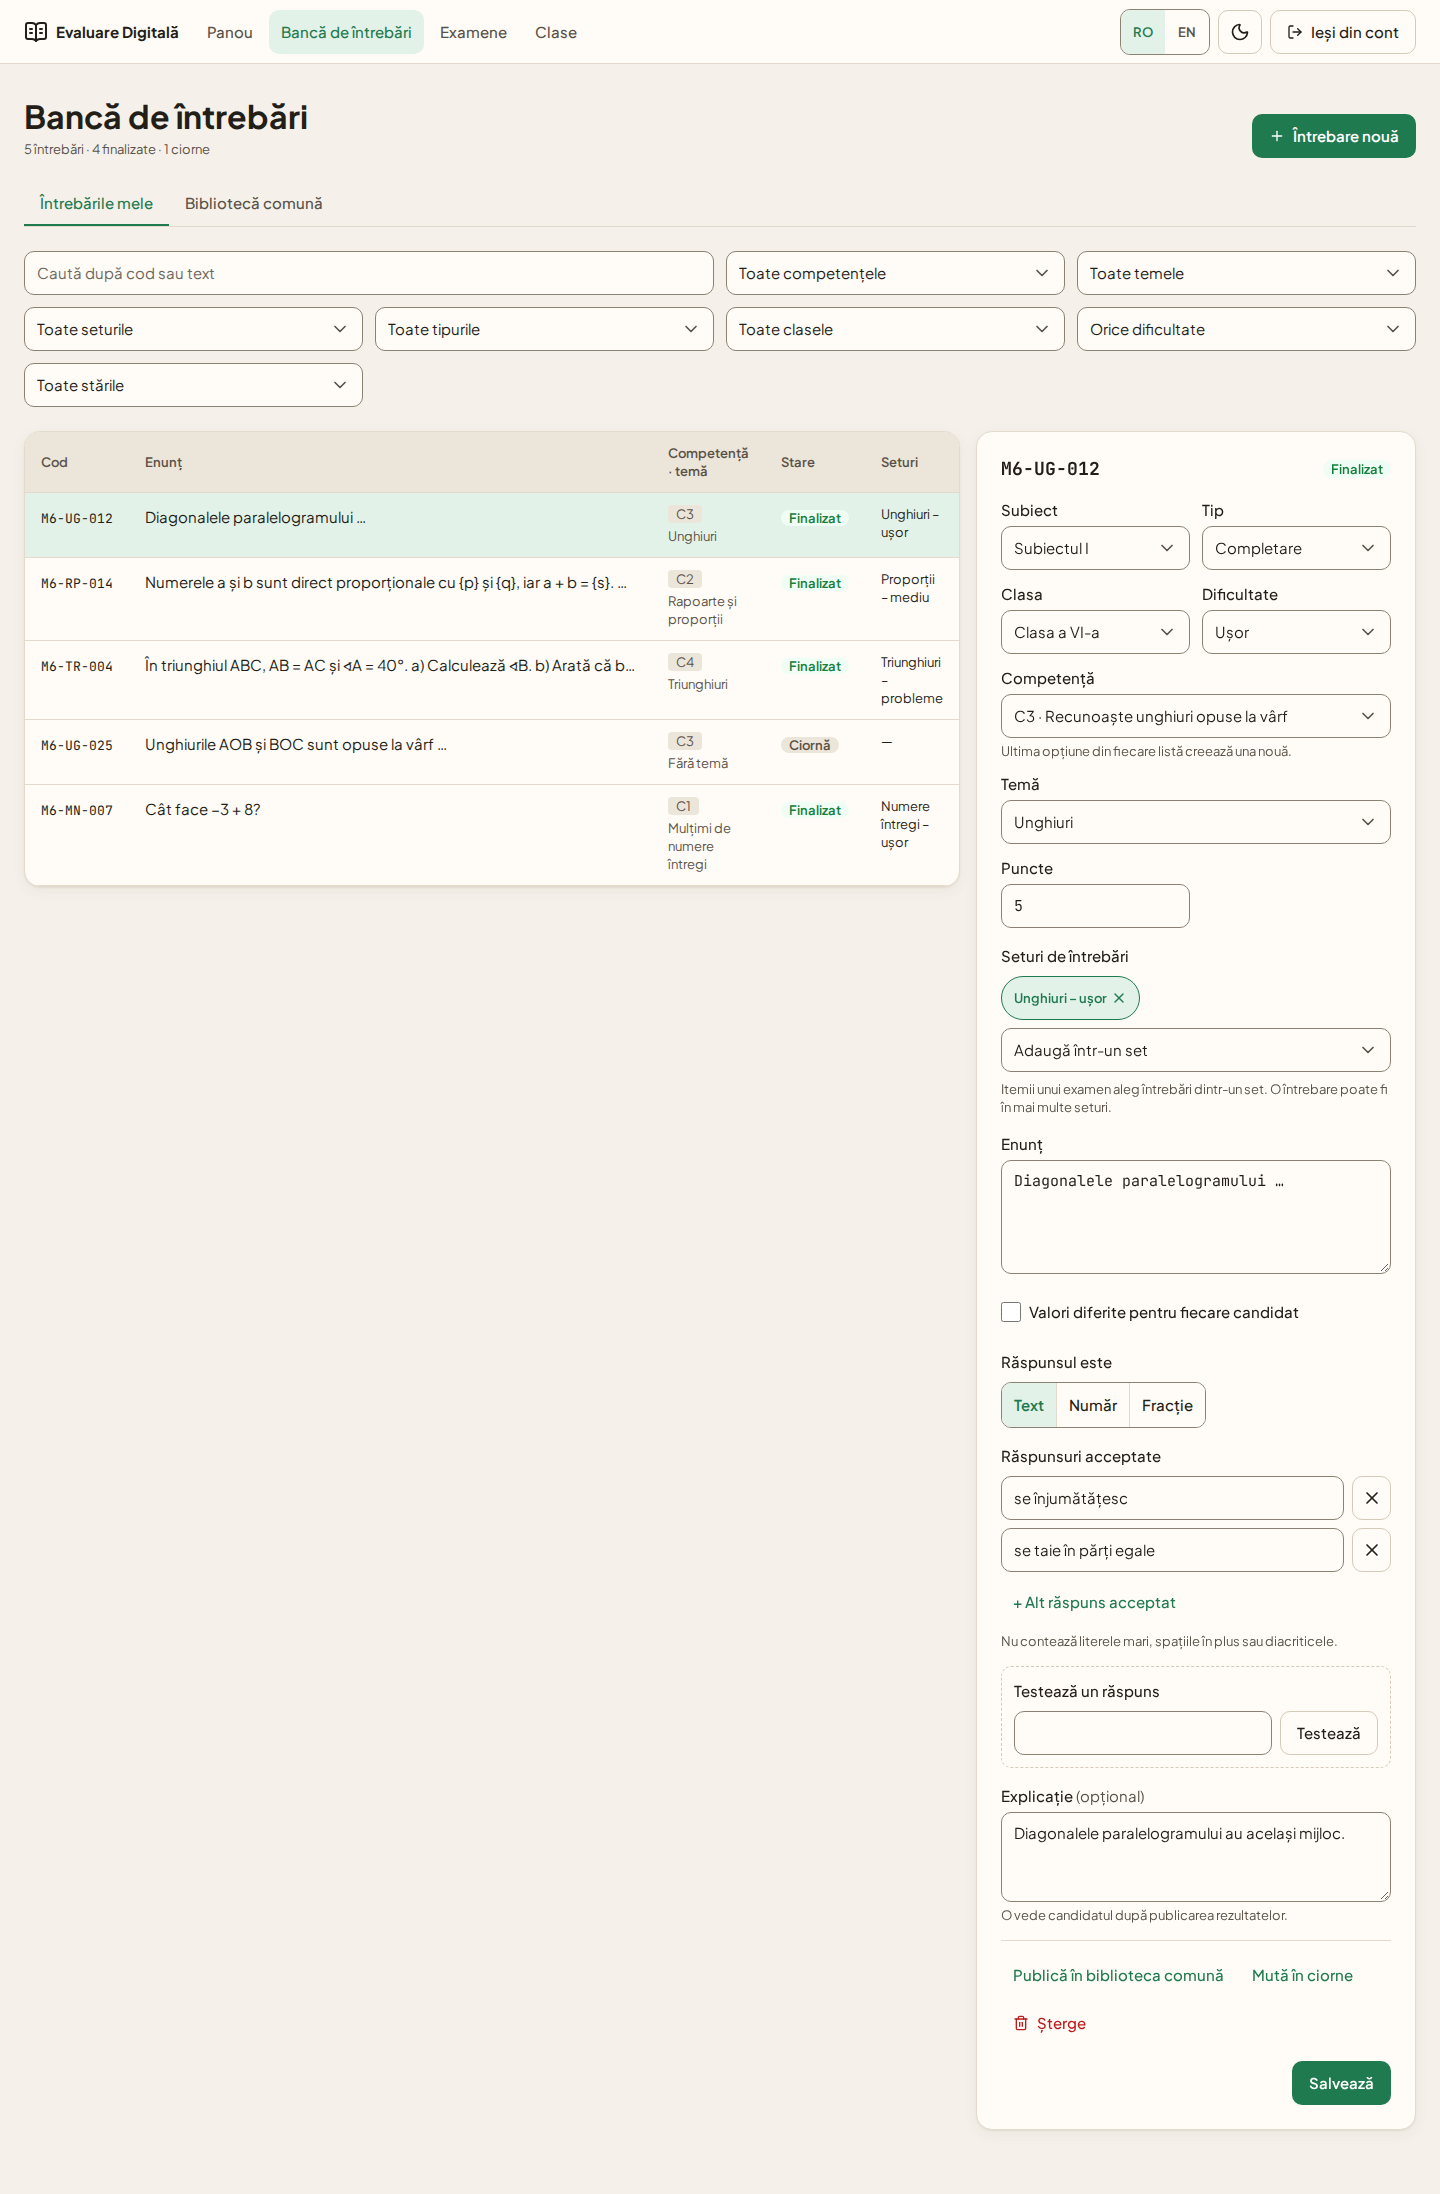 Evaluare Digitală
Panou
Bancă de întrebări
Examene
Clase
RO
EN
Ieși din cont
Bancă de întrebări
5 întrebări · 4 finalizate · 1 ciorne
+ Întrebare nouă
Întrebările mele
Bibliotecă comună
Caută după cod sau text
Toate competențele
Toate temele
Toate seturile
Toate tipurile
Toate clasele
Orice dificultate
Toate stările
Cod
Enunț
Competență
· temă
Stare
Seturi
M6-UG-012
Diagonalele paralelogramului …
C3
Unghiuri
Finalizat
Unghiuri –
ușor
M6-RP-014
Numerele a și b sunt direct proporționale cu {p} și {q}, iar a + b = {s}. …
C2
Rapoarte și
proporții
Finalizat
Proporții
– mediu
M6-TR-004
În triunghiul ABC, AB = AC și ∢A = 40°. a) Calculează ∢B. b) Arată că b…
C4
Triunghiuri
Finalizat
Triunghiuri
–
probleme
M6-UG-025
Unghiurile AOB și BOC sunt opuse la vârf …
C3
Fără temă
Ciornă
—
M6-MN-007
Cât face −3 + 8?
C1
Mulțimi de
numere
întregi
Finalizat
Numere
întregi –
ușor
M6-UG-012
Finalizat
Subiect
Tip
Subiectul I
Completare
Clasa
Dificultate
Clasa a VI-a
Ușor
Competență
C3 · Recunoaște unghiuri opuse la vârf
Ultima opțiune din fiecare listă creează una nouă.
Temă
Unghiuri
Puncte
5
Seturi de întrebări
Unghiuri – ușor
Adaugă într-un set
Itemii unui examen aleg întrebări dintr-un set. O întrebare poate fi
în mai multe seturi.
Enunț
Diagonalele paralelogramului …
Valori diferite pentru fiecare candidat
Răspunsul este
Text
Număr
Fracție
Răspunsuri acceptate
se înjumătățesc
se taie în părți egale
+ Alt răspuns acceptat
Nu contează literele mari, spațiile în plus sau diacriticele.
Testează un răspuns
Testează
Explicație (opțional)
Diagonalele paralelogramului au același mijloc.
O vede candidatul după publicarea rezultatelor.
Publică în biblioteca comună
Mută în ciorne
Șterge
Salvează